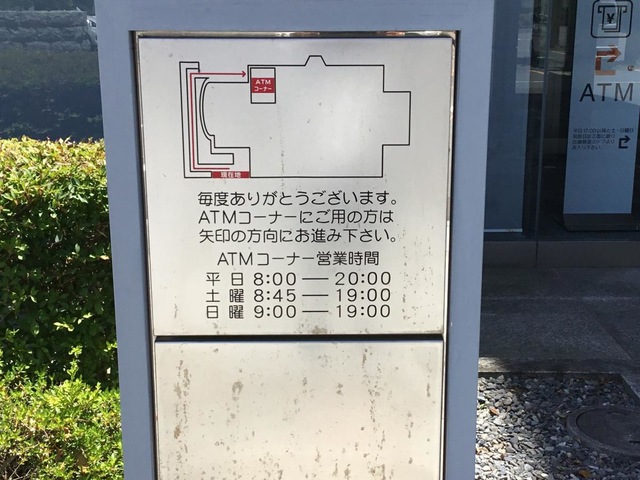 ATM
コーナー
現在地
毎度ありがとうございます。
ATMコーナーにご用の方は
矢印の方向にお進み下さい。
ATMコーナー営業時間
平日 8:00—20:00
土曜 8:45—19:00
日曜 9:00—19:00
¥
ATM